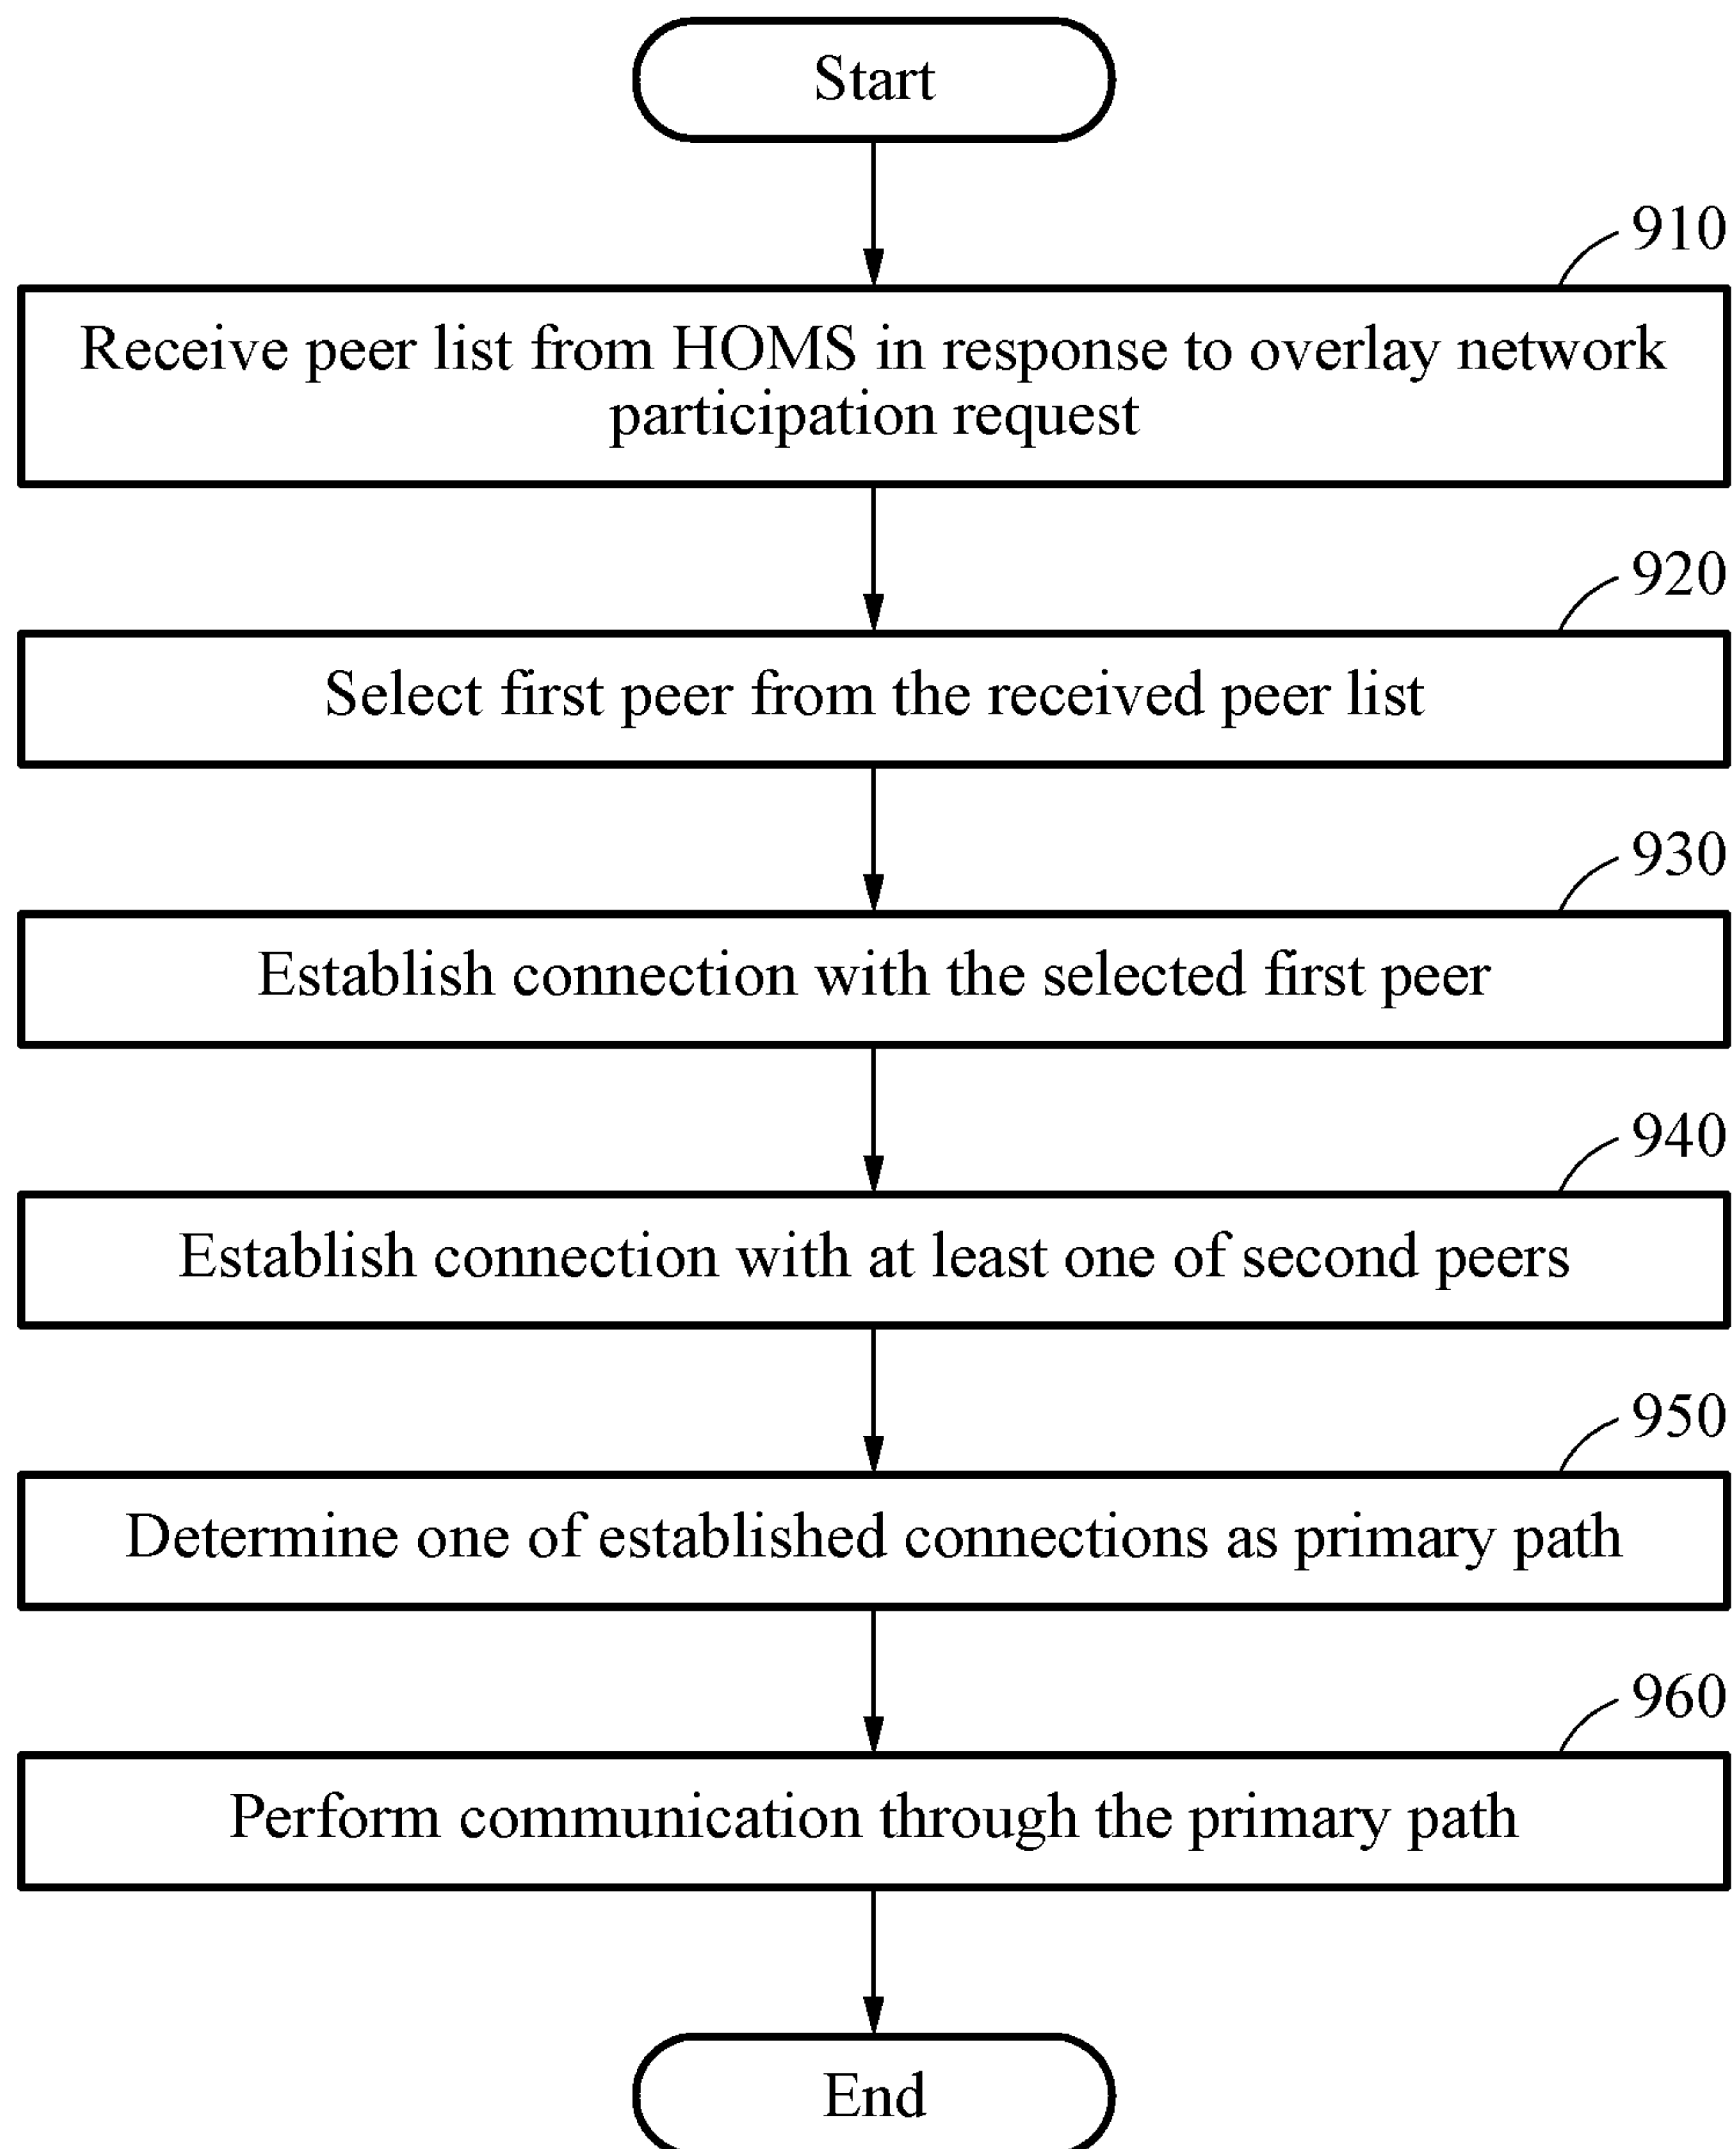 Start
910
Receive peer list from HOMS in response to overlay network
participation request
920
Select first peer from the received peer list
930
Establish connection with the selected first peer
940
Establish connection with at least one of second peers
950
Determine one of established connections as primary path
960
Perform communication through the primary path
End